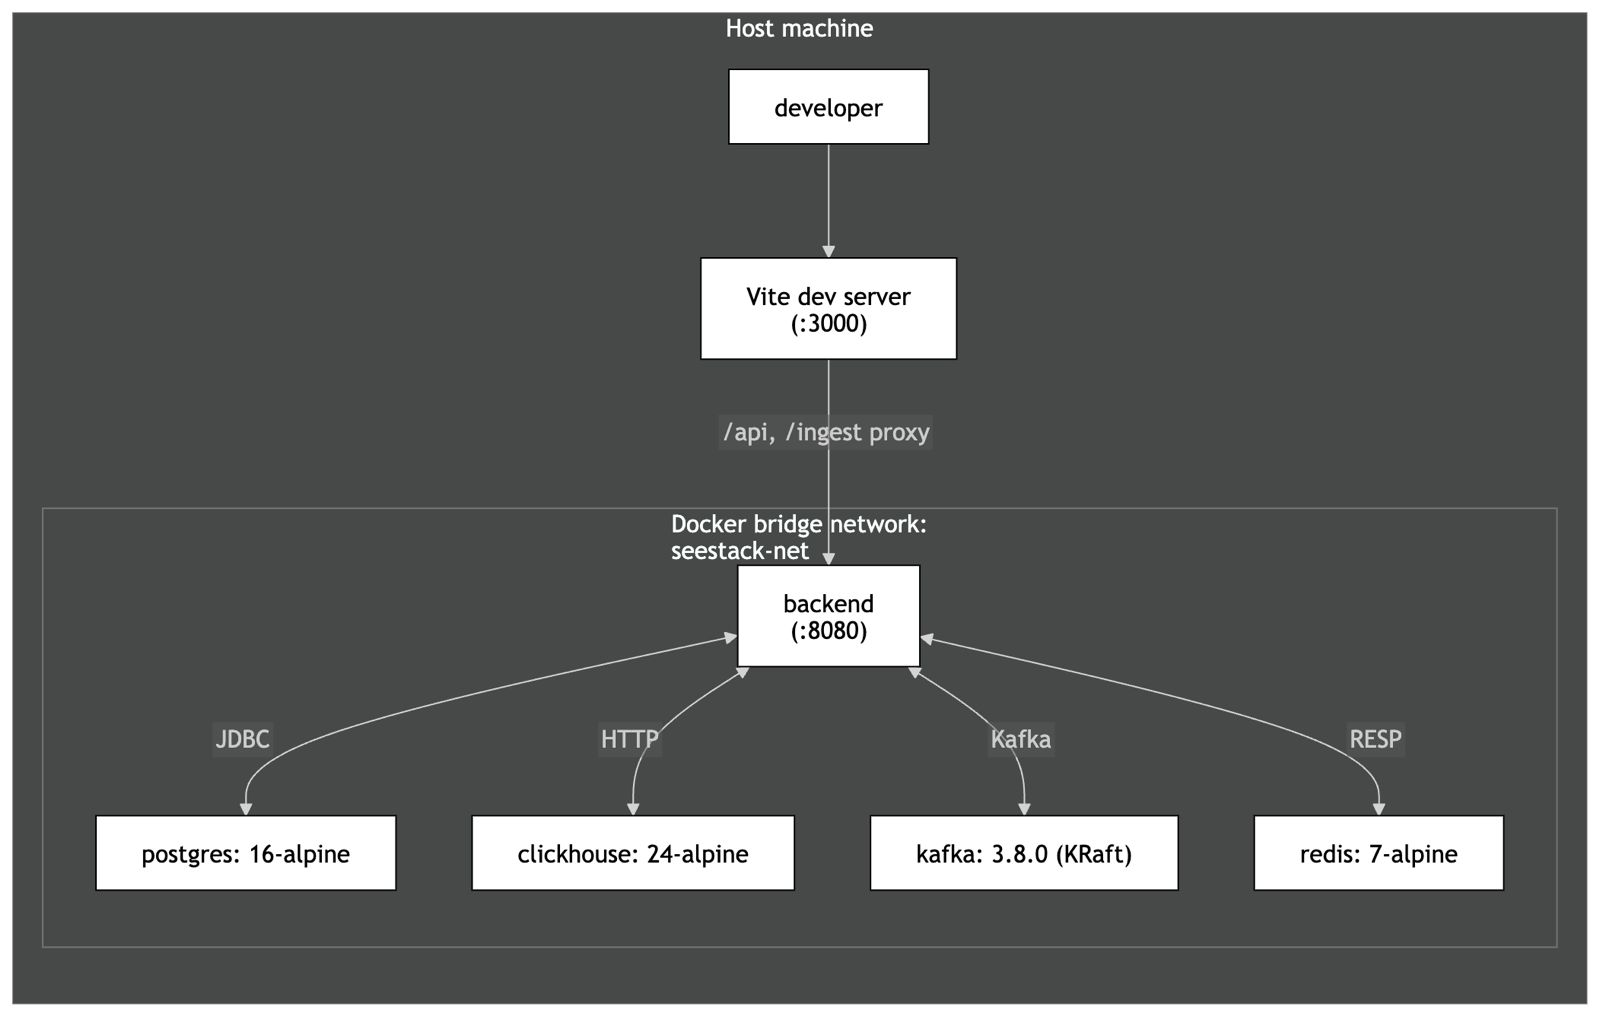 Host machine
developer
Vite dev server
(:3000)
/api, /ingest proxy
Docker bridge network:
seestack-net
backend
(:8080)
JDBC
HTTP
Kafka
RESP
postgres: 16-alpine
clickhouse: 24-alpine
kafka: 3.8.0 (KRaft)
redis: 7-alpine